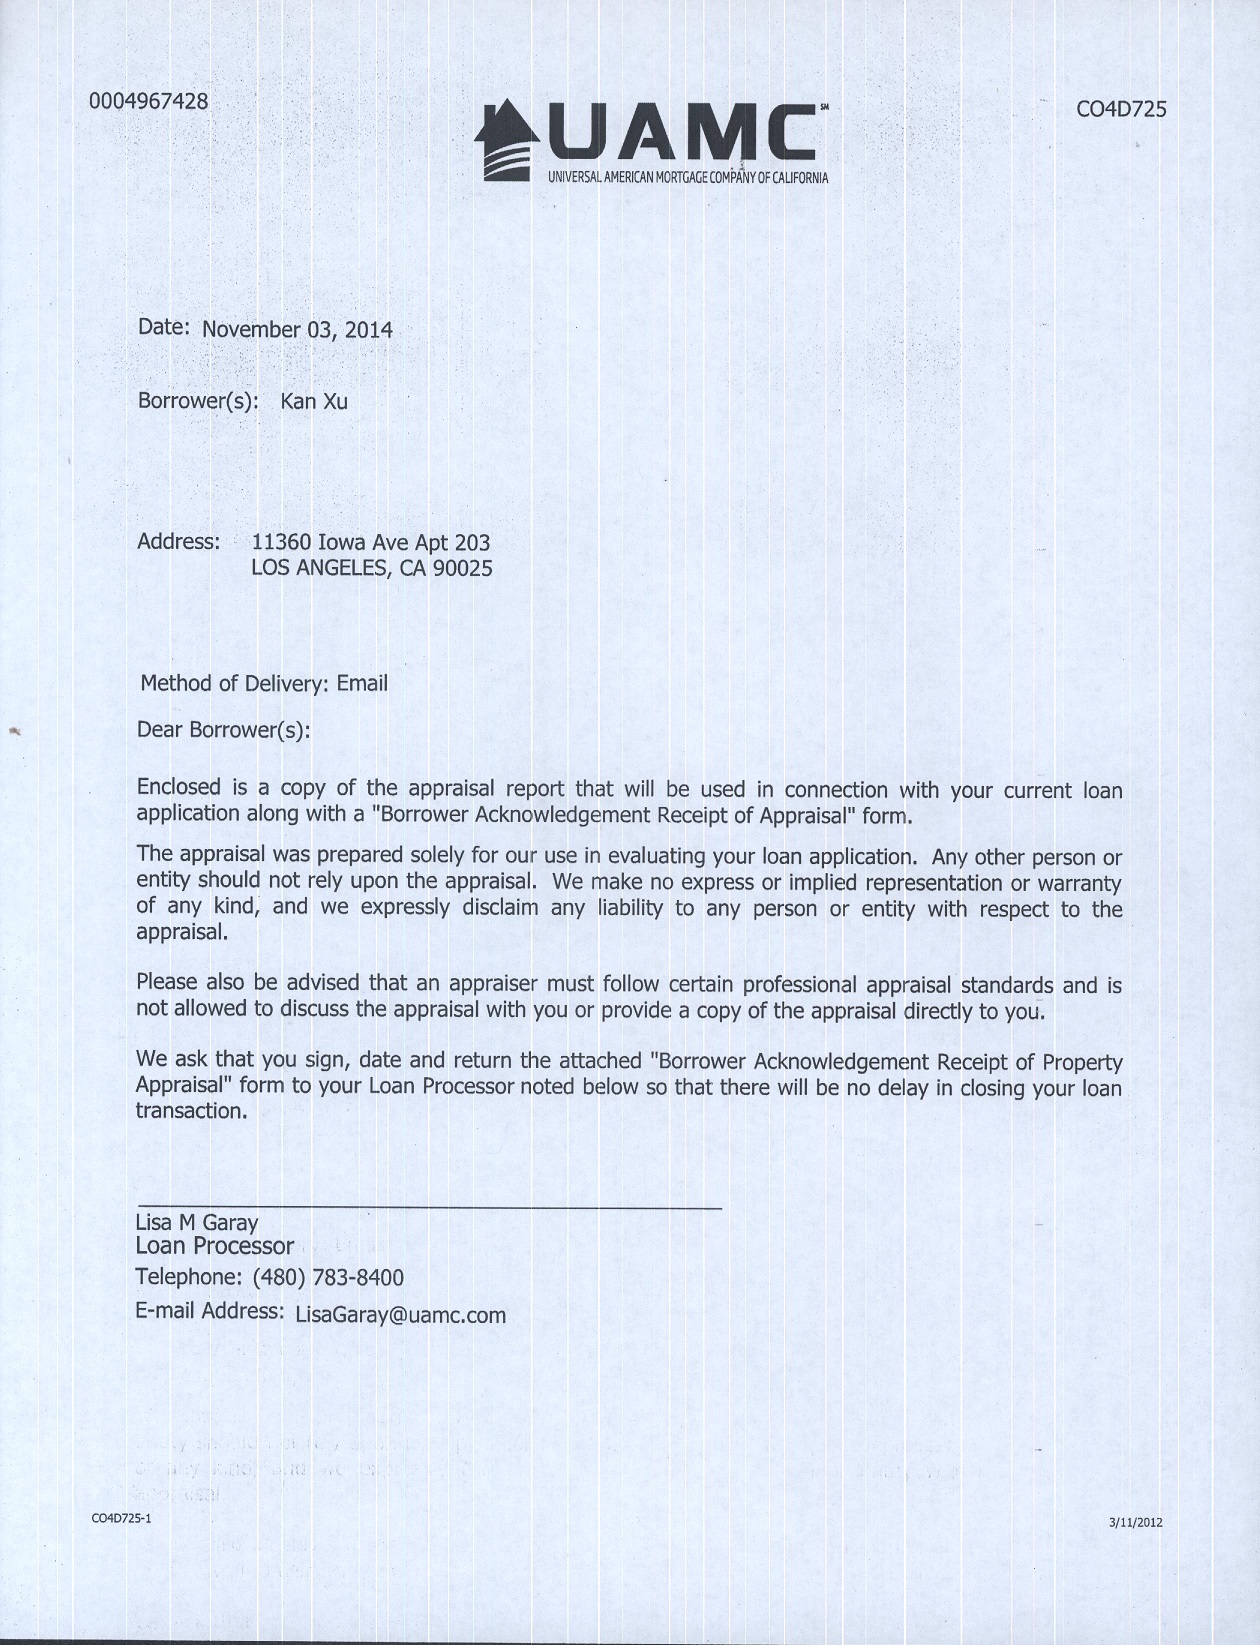 0004967428
CO4D725
UAMC SM
UNIVERSAL AMERICAN MORTGAGE COMPANY OF CALIFORNIA
Date: November 03, 2014
Borrower(s): Kan Xu
Address: 11360 Iowa Ave Apt 203
LOS ANGELES, CA 90025
Method of Delivery: Email
Dear Borrower(s):
Enclosed is a copy of the appraisal report that will be used in connection with your current loan
application along with a "Borrower Acknowledgement Receipt of Appraisal" form.
The appraisal was prepared solely for our use in evaluating your loan application. Any other person or
entity should not rely upon the appraisal. We make no express or implied representation or warranty
of any kind, and we expressly disclaim any liability to any person or entity with respect to the
appraisal.
Please also be advised that an appraiser must follow certain professional appraisal standards and is
not allowed to discuss the appraisal with you or provide a copy of the appraisal directly to you.
We ask that you sign, date and return the attached "Borrower Acknowledgement Receipt of Property
Appraisal" form to your Loan Processor noted below so that there will be no delay in closing your loan
transaction.
Lisa M Garay
Loan Processor
Telephone: (480) 783-8400
E-mail Address: LisaGaray@uamc.com
CO4D725-1
3/11/2012